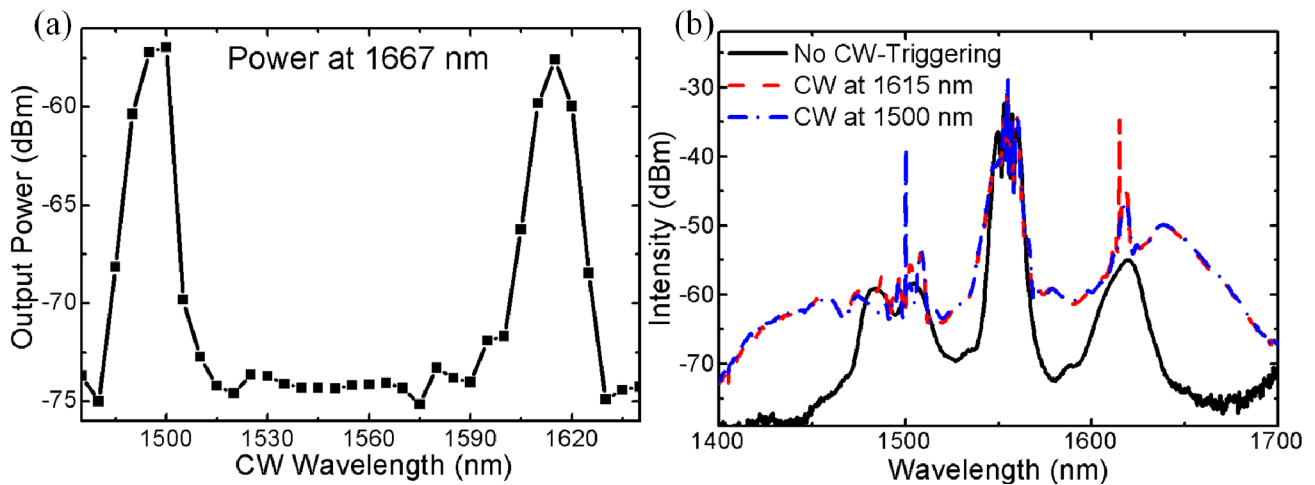 (a)
Power at 1667 nm
Output Power (dBm)
-60
-65
-70
-75
1500
1530
1560
1590
1620
CW Wavelength (nm)
(b)
No CW-Triggering
CW at 1615 nm
CW at 1500 nm
Intensity (dBm)
-30
-40
-50
-60
-70
1400
1500
1600
1700
Wavelength (nm)